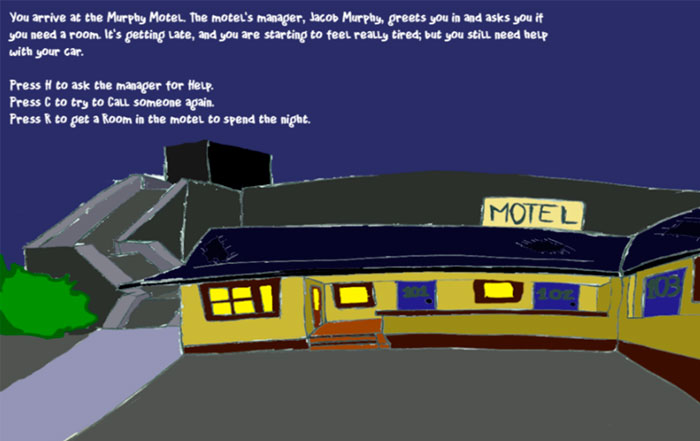 You arrive at the Murphy Motel. The motel's manager, Jacob Murphy, greets you in and asks you if
you need a room. It's getting late, and you are starting to feel really tired; but you still need help
with your car.
Press H to ask the manager for Help.
Press C to try to Call someone again.
Press R to get a Room in the motel to spend the night.
MOTEL
101
102
103